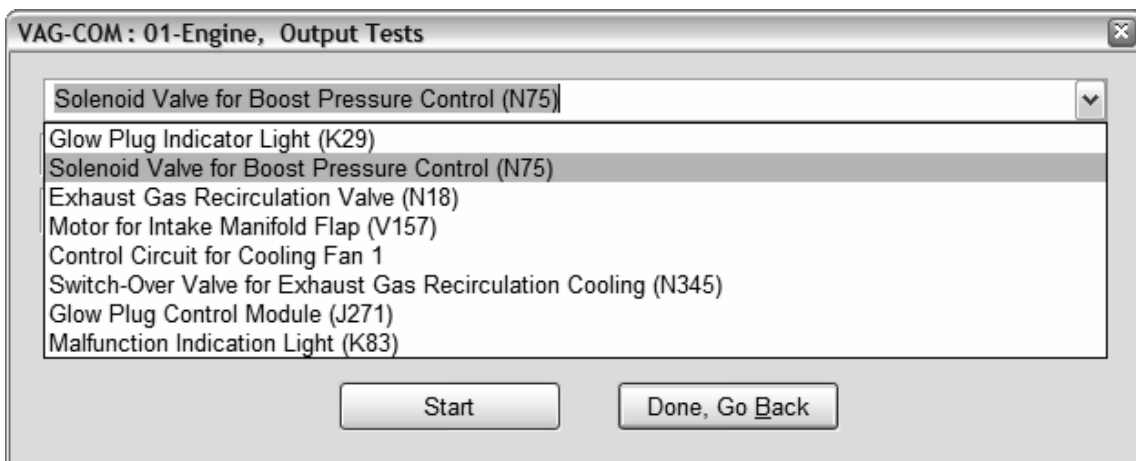 VAG-COM : 01-Engine, Output Tests
Solenoid Valve for Boost Pressure Control (N75)
Glow Plug Indicator Light (K29)
Solenoid Valve for Boost Pressure Control (N75)
Exhaust Gas Recirculation Valve (N18)
Motor for Intake Manifold Flap (V157)
Control Circuit for Cooling Fan 1
Switch-Over Valve for Exhaust Gas Recirculation Cooling (N345)
Glow Plug Control Module (J271)
Malfunction Indication Light (K83)
Start Done, Go Back